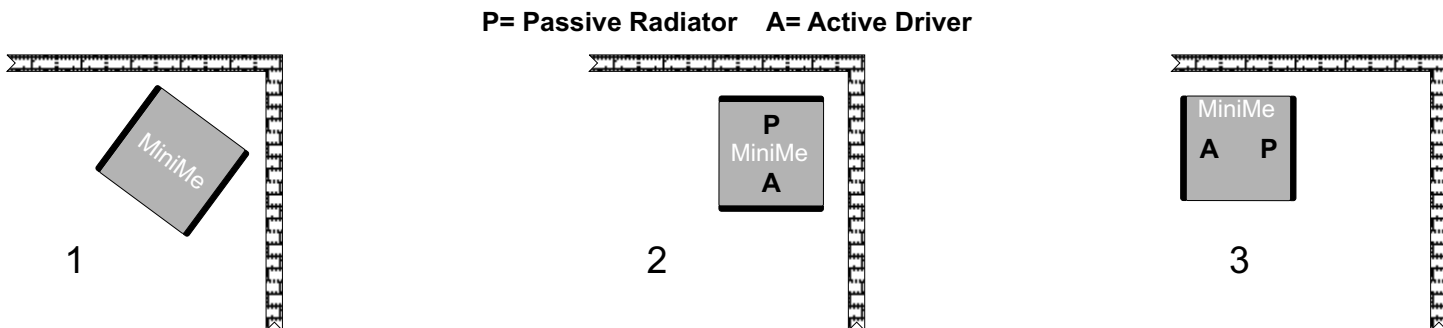 P= Passive Radiator A= Active Driver
MiniMe
1
P
MiniMe
A
2
MiniMe
A P
3